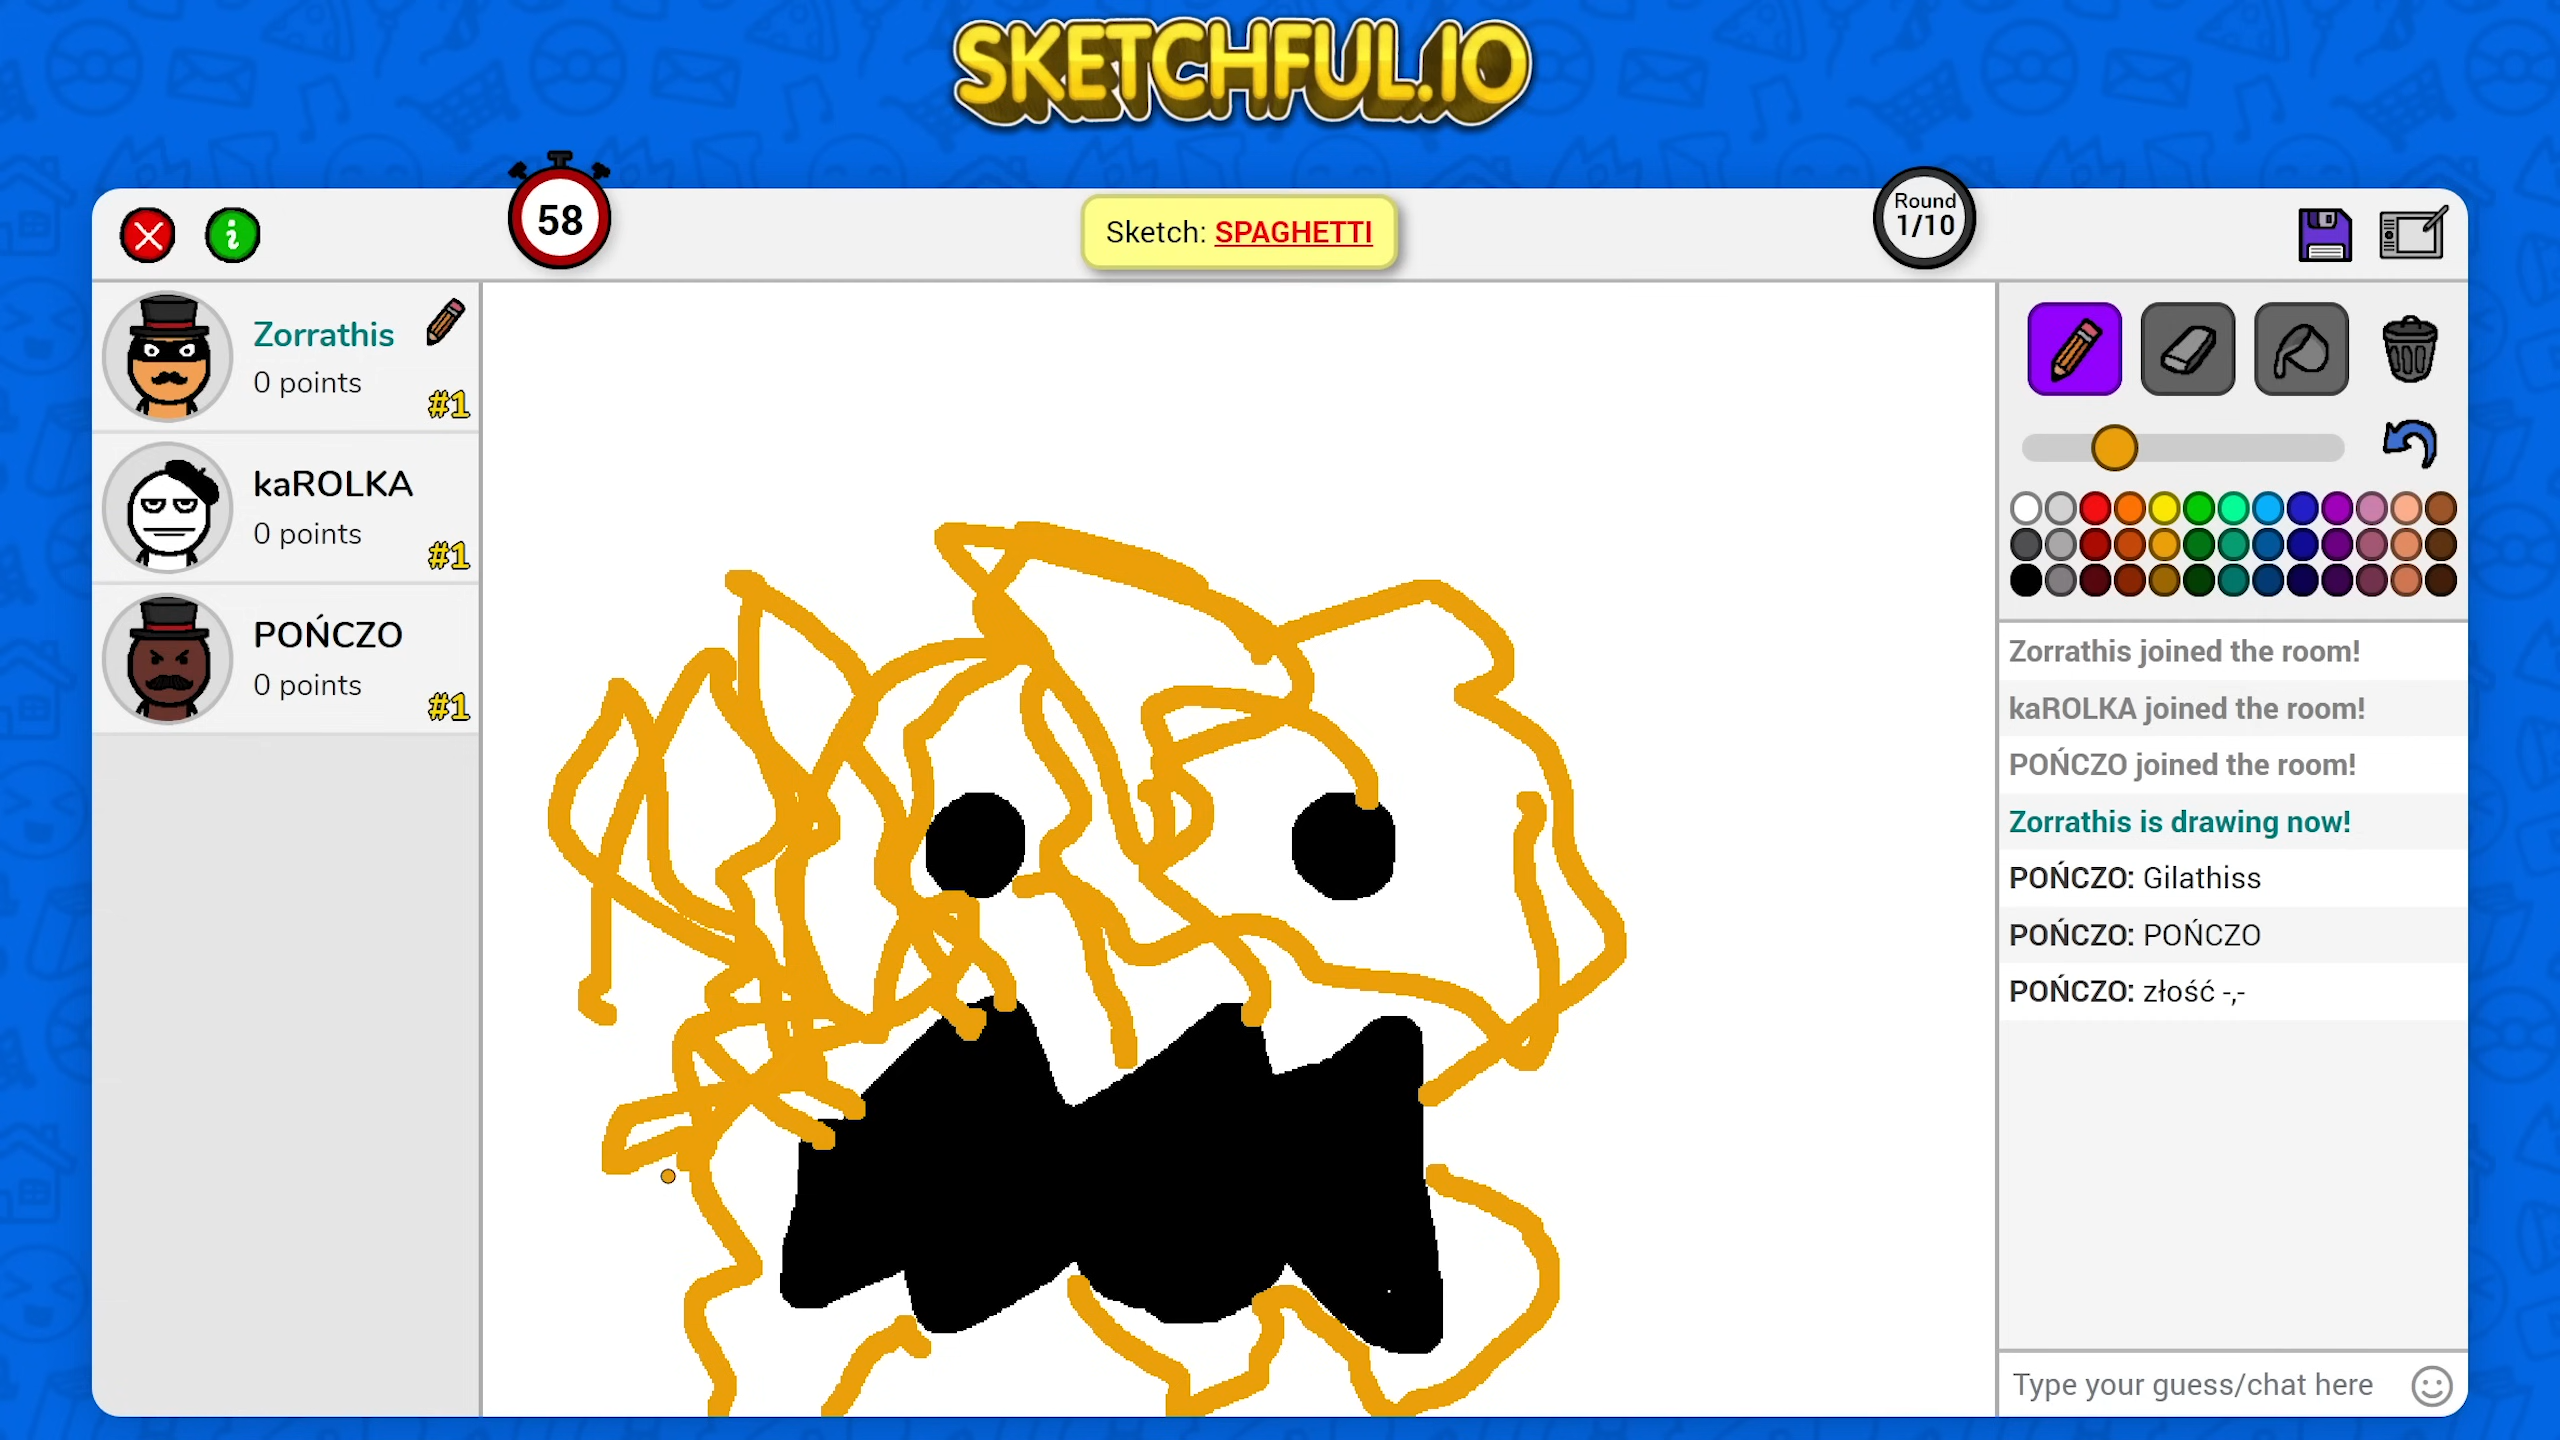 SKETCHFUL.IO
58
Sketch: SPAGHETTI
Round
1/10
Zorrathis
0 points
#1
kaROLKA
0 points
#1
POŃCZO
0 points
#1
Zorrathis joined the room!
kaROLKA joined the room!
POŃCZO joined the room!
Zorrathis is drawing now!
POŃCZO: Gilathiss
POŃCZO: POŃCZO
POŃCZO: złość -,-
Type your guess/chat here